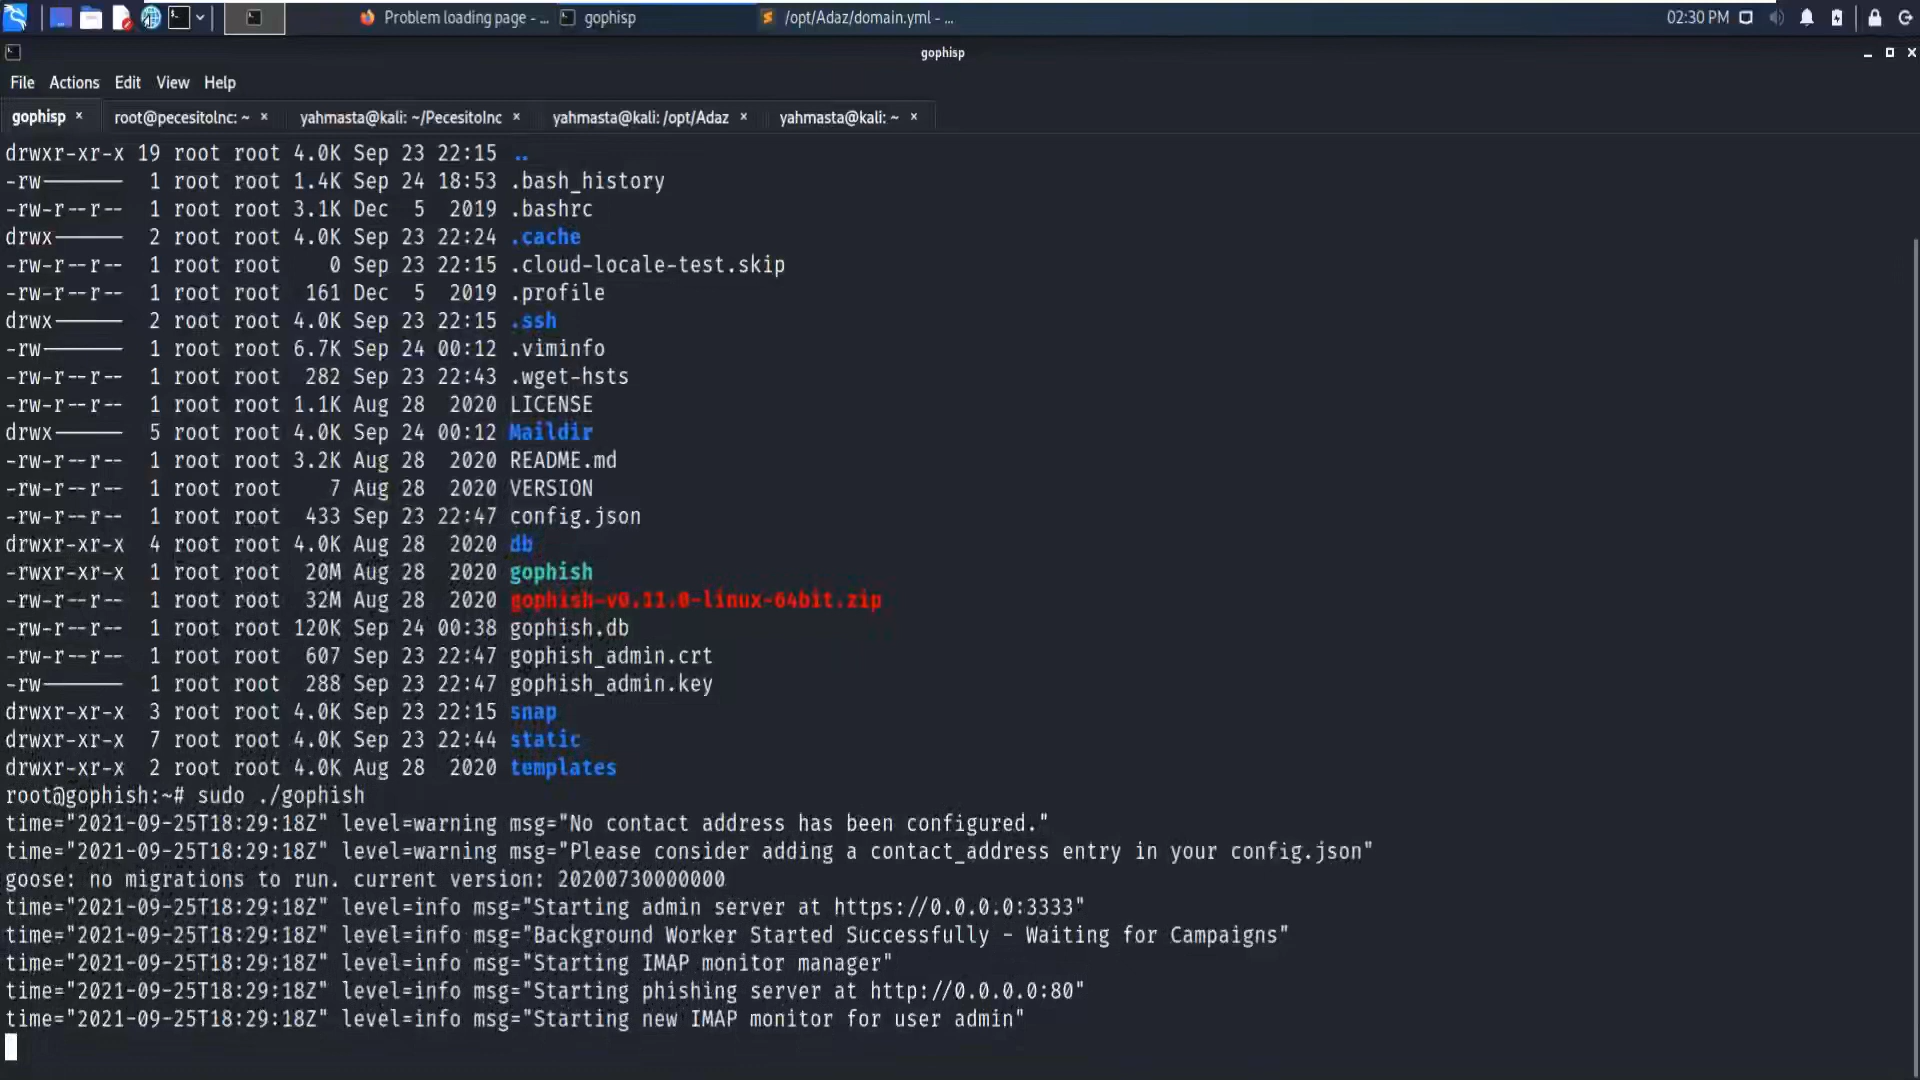 Problem loading page - ...
gophisp
/opt/Adaz/domain.yml - ...
02:30 PM
gophisp
File Actions Edit View Help
gophisp × root@pecesitoInc: ~ × yahmasta@kali: ~/PecesitoInc × yahmasta@kali: /opt/Adaz × yahmasta@kali: ~ ×
drwxr-xr-x 19 root root 4.0K Sep 23 22:15 ..
-rw------- 1 root root 1.4K Sep 24 18:53 .bash_history
-rw-r--r-- 1 root root 3.1K Dec 5 2019 .bashrc
drwx------ 2 root root 4.0K Sep 23 22:24 .cache
-rw-r--r-- 1 root root 0 Sep 23 22:15 .cloud-locale-test.skip
-rw-r--r-- 1 root root 161 Dec 5 2019 .profile
drwx------ 2 root root 4.0K Sep 23 22:15 .ssh
-rw------- 1 root root 6.7K Sep 24 00:12 .viminfo
-rw-r--r-- 1 root root 282 Sep 23 22:43 .wget-hsts
-rw-r--r-- 1 root root 1.1K Aug 28 2020 LICENSE
drwx------ 5 root root 4.0K Sep 24 00:12 Maildir
-rw-r--r-- 1 root root 3.2K Aug 28 2020 README.md
-rw-r--r-- 1 root root 7 Aug 28 2020 VERSION
-rw-r--r-- 1 root root 433 Sep 23 22:47 config.json
drwxr-xr-x 4 root root 4.0K Aug 28 2020 db
-rwxr-xr-x 1 root root 20M Aug 28 2020 gophish
-rw-r--r-- 1 root root 32M Aug 28 2020 gophish-v0.11.0-linux-64bit.zip
-rw-r--r-- 1 root root 120K Sep 24 00:38 gophish.db
-rw-r--r-- 1 root root 607 Sep 23 22:47 gophish_admin.crt
-rw------- 1 root root 288 Sep 23 22:47 gophish_admin.key
drwxr-xr-x 3 root root 4.0K Sep 23 22:15 snap
drwxr-xr-x 7 root root 4.0K Sep 23 22:44 static
drwxr-xr-x 2 root root 4.0K Aug 28 2020 templates
root@gophish:~# sudo ./gophish
time="2021-09-25T18:29:18Z" level=warning msg="No contact address has been configured."
time="2021-09-25T18:29:18Z" level=warning msg="Please consider adding a contact_address entry in your config.json"
goose: no migrations to run. current version: 20200730000000
time="2021-09-25T18:29:18Z" level=info msg="Starting admin server at https://0.0.0.0:3333"
time="2021-09-25T18:29:18Z" level=info msg="Background Worker Started Successfully - Waiting for Campaigns"
time="2021-09-25T18:29:18Z" level=info msg="Starting IMAP monitor manager"
time="2021-09-25T18:29:18Z" level=info msg="Starting phishing server at http://0.0.0.0:80"
time="2021-09-25T18:29:18Z" level=info msg="Starting new IMAP monitor for user admin"